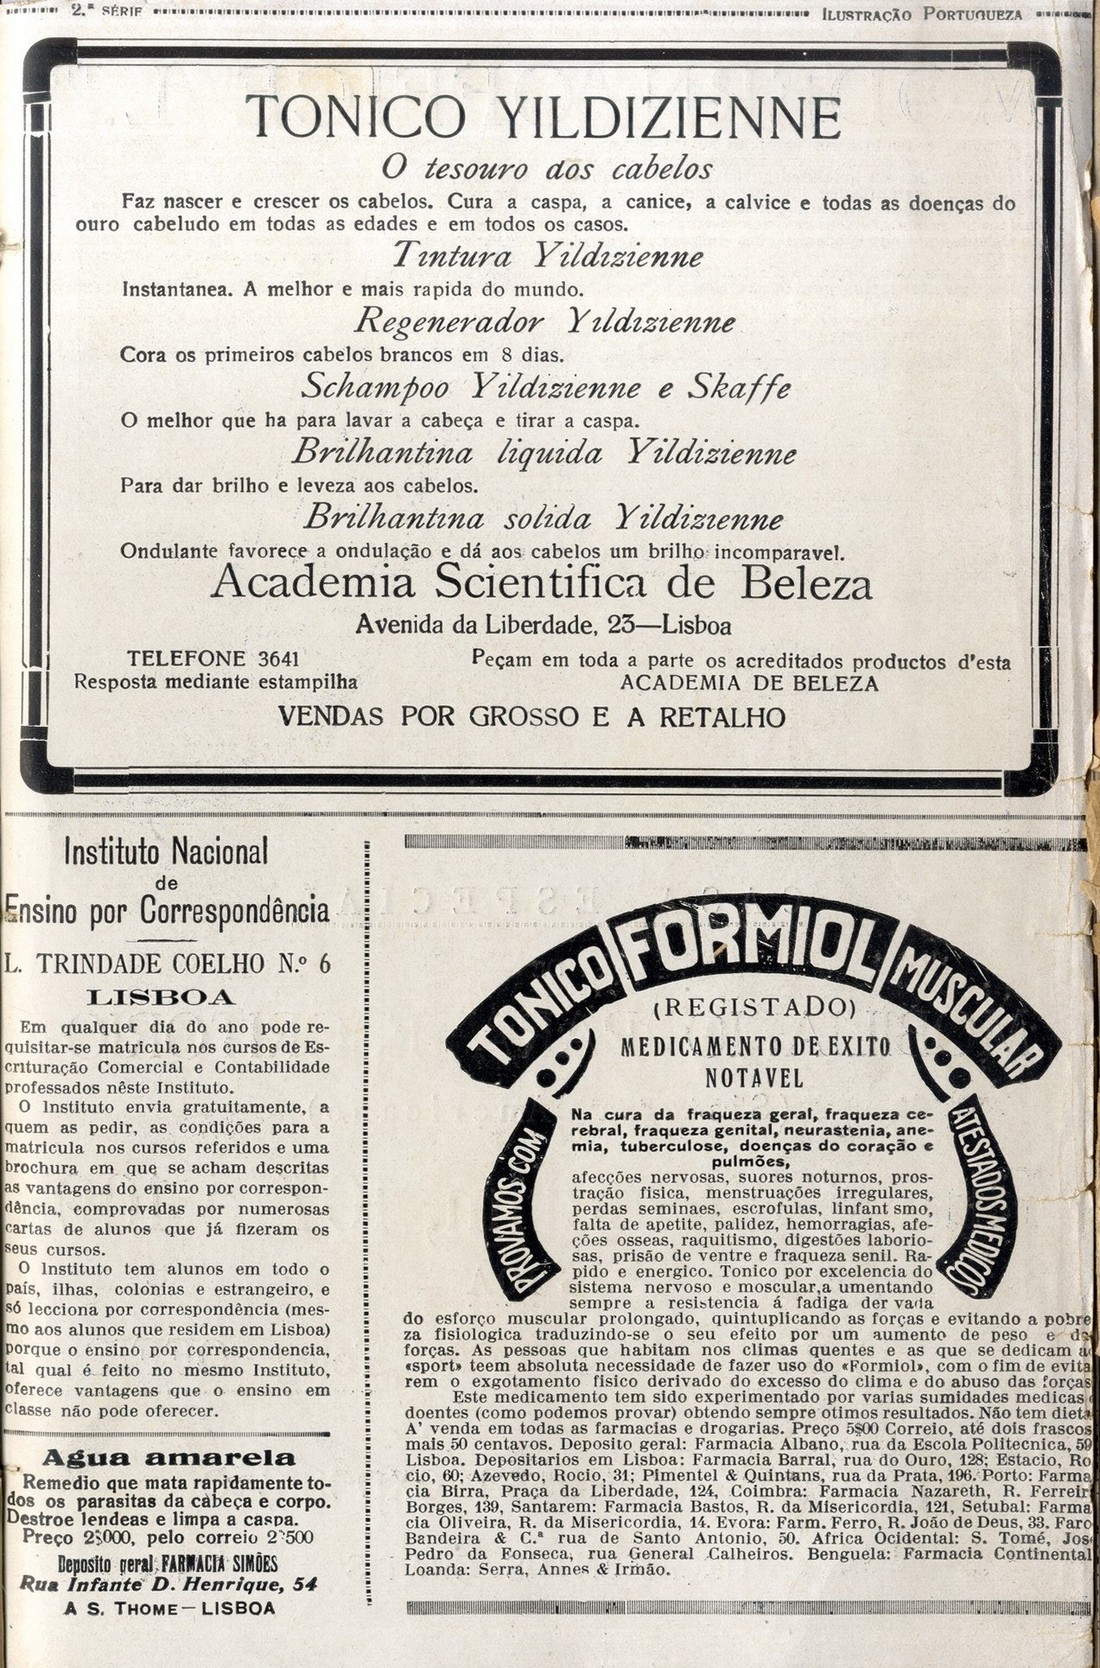 2.ª SÉRIE
ILUSTRAÇÃO PORTUGUEZA
TONICO YILDIZIENNE
O tesouro dos cabelos
Faz nascer e crescer os cabelos. Cura a caspa, a canice, a calvice e todas as doenças do
ouro cabeludo em todas as edades e em todos os casos.
Tintura Yildizienne
Instantanea. A melhor e mais rapida do mundo.
Regenerador Yildizienne
Cora os primeiros cabelos brancos em 8 dias.
Schampoo Yildizienne e Skaffe
O melhor que ha para lavar a cabeça e tirar a caspa.
Brilhantina liquida Yildizienne
Para dar brilho e leveza aos cabelos.
Brilhantina solida Yildizienne
Ondulante favorece a ondulação e dá aos cabelos um brilho incomparavel.
Academia Scientifica de Beleza
Avenida da Liberdade, 23—Lisboa
TELEFONE 3641
Resposta mediante estampilha
Peçam em toda a parte os acreditados productos d'esta
ACADEMIA DE BELEZA
VENDAS POR GROSSO E A RETALHO
Instituto Nacional
de
Ensino por Correspondência
L. TRINDADE COELHO N.º 6
LISBOA
Em qualquer dia do ano pode re-
quisitar-se matricula nos cursos de Es-
crituração Comercial e Contabilidade
professados nêste Instituto.
O Instituto envia gratuitamente, a
quem as pedir, as condições para a
matricula nos cursos referidos e uma
brochura em que se acham descritas
as vantagens do ensino por correspon-
dência, comprovadas por numerosas
cartas de alunos que já fizeram os
seus cursos.
O Instituto tem alunos em todo o
país, ilhas, colonias e estrangeiro, e
só lecciona por correspondência (mes-
mo aos alunos que residem em Lisboa)
porque o ensino por correspondencia,
tal qual é feito no mesmo Instituto,
oferece vantagens que o ensino em
classe não pode oferecer.
Agua amarela
Remedio que mata rapidamente to-
dos os parasitas da cabeça e corpo.
Destroe lendeas e limpa a caspa.
Preço 2$000, pelo correio 2$500
Deposito geral FARMACIA SIMÕES
Rua Infante D. Henrique, 54
A S. THOME—LISBOA
TONICO FORMIOL MUSCULAR
(REGISTADO)
MEDICAMENTO DE EXITO
NOTAVEL
PROVAMOS COM
ATESTADOS MEDICOS
Na cura da fraqueza geral, fraqueza ce-
rebral, fraqueza genital, neurastenia, ane-
mia, tuberculose, doenças do coração e
pulmões,
afecções nervosas, suores noturnos, pros-
tração fisica, menstruações irregulares,
perdas seminaes, escrofulas, linfant smo,
falta de apetite, palidez, hemorragias, afe-
ções osseas, raquitismo, digestões laborio-
sas, prisão de ventre e fraqueza senil. Ra-
pido e energico. Tonico por excelencia do
sistema nervoso e moscular,a umentando
sempre a resistencia á fadiga der vada
do esforço muscular prolongado, quintuplicando as forças e evitando a pobre
za fisiologica traduzindo-se o seu efeito por um aumento de peso e da
forças. As pessoas que habitam nos climas quentes e as que se dedicam a
«sport» teem absoluta necessidade de fazer uso do «Formiol», com o fim de evita
rem o exgotamento fisico derivado do excesso do clima e do abuso das forças
Este medicamento tem sido experimentado por varias sumidades medicas
doentes (como podemos provar) obtendo sempre otimos resultados. Não tem dieta
A' venda em todas as farmacias e drogarias. Preço 5$00 Correio, até dois frascos
mais 50 centavos. Deposito geral: Farmacia Albano, rua da Escola Politecnica, 59
Lisboa. Depositarios em Lisboa: Farmacia Barral, rua do Ouro, 128; Estacio, Ro
cio, 60; Azevedo, Rocio, 31; Pimentel & Quintans, rua da Prata, 196. Porto: Farma
cia Birra, Praça da Liberdade, 124, Coimbra: Farmacia Nazareth, R. Ferreir
Borges, 139, Santarem: Farmacia Bastos, R. da Misericordia, 121, Setubal: Farma
cia Oliveira, R. da Misericordia, 14. Evora: Farm. Ferro, R. João de Deus, 33. Faro
Bandeira & C.ª rua de Santo Antonio, 50. Africa Ocidental: S. Tomé, Jos
Pedro da Fonseca, rua General Calheiros. Benguela: Farmacia Continental
Loanda: Serra, Annes & Irmão.